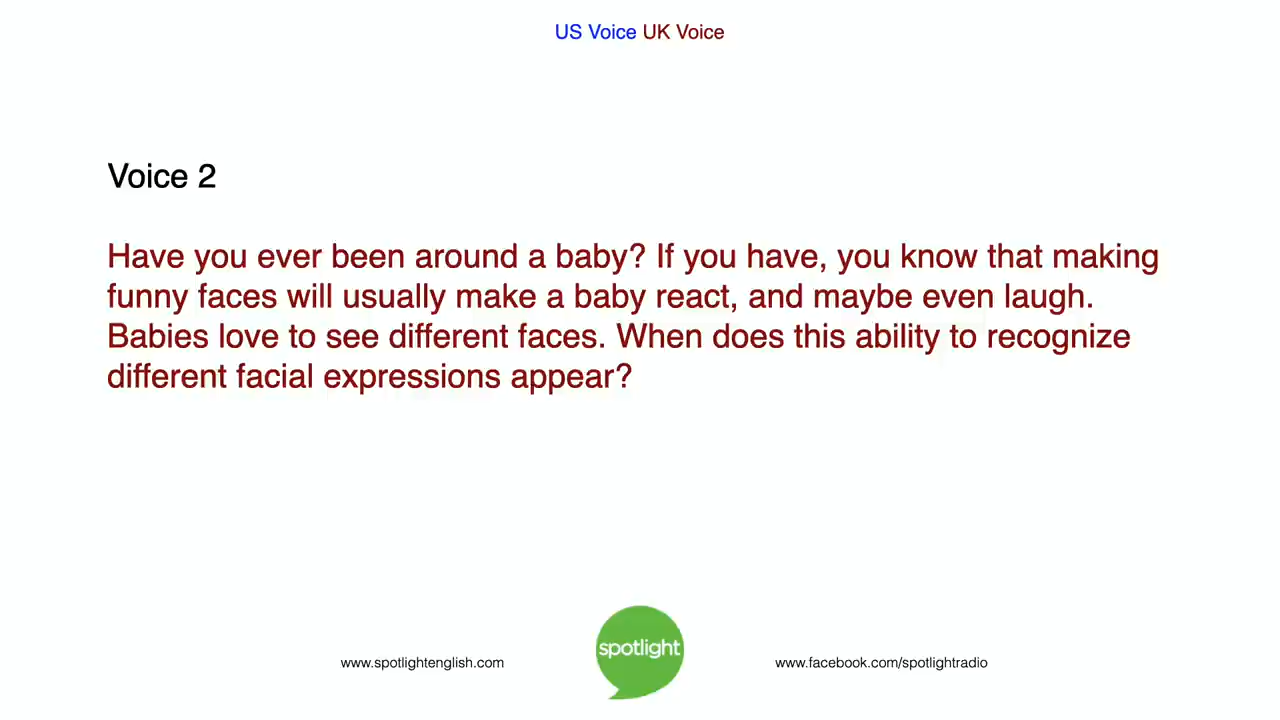 US Voice UK Voice
Voice 2
Have you ever been around a baby? If you have, you know that making
funny faces will usually make a baby react, and maybe even laugh.
Babies love to see different faces. When does this ability to recognize
different facial expressions appear?
www.spotlightenglish.com
spotlight
www.facebook.com/spotlightradio